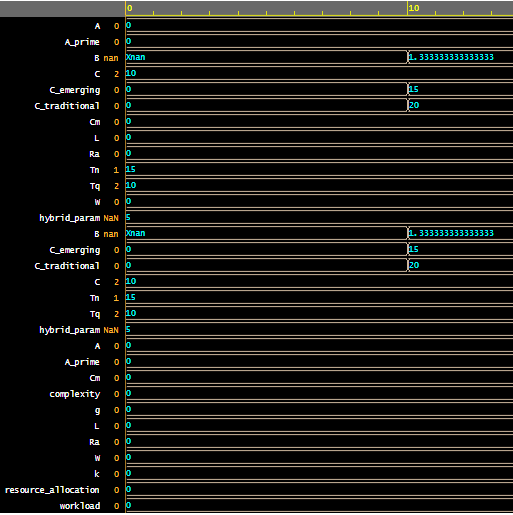 0 10
A 0 0
A_prime 0 0
B nan Xnan 1.333333333333333
C 2 10
C_emerging 0 0 15
C_traditional 0 0 20
Cm 0 0
L 0 0
Ra 0 0
Tn 1 15
Tq 2 10
W 0 0
hybrid_param NaN 5
B nan Xnan 1.333333333333333
C_emerging 0 0 15
C_traditional 0 0 20
C 2 10
Tn 1 15
Tq 2 10
hybrid_param NaN 5
A 0 0
A_prime 0 0
Cm 0 0
complexity 0 0
g 0 0
L 0 0
Ra 0 0
W 0 0
k 0 0
resource_allocation 0 0
workload 0 0